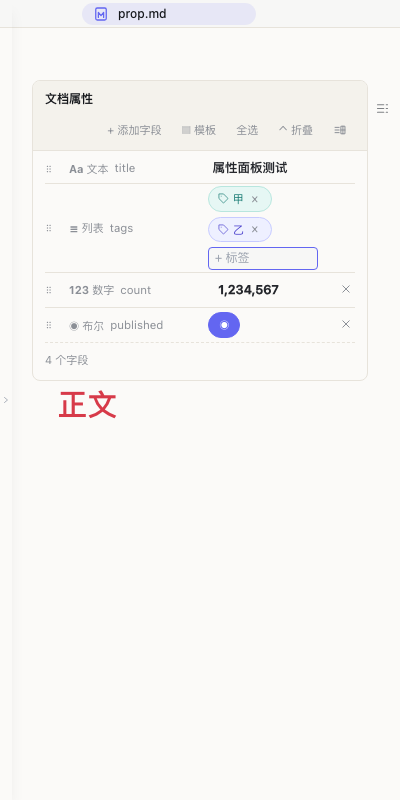 prop.md
文档属性
+ 添加字段 模板 全选 折叠
Aa 文本 title 属性面板测试
甲 ×
列表 tags 乙 ×
+ 标签
123 数字 count 1,234,567 ×
布尔 published ×
4 个字段
正文